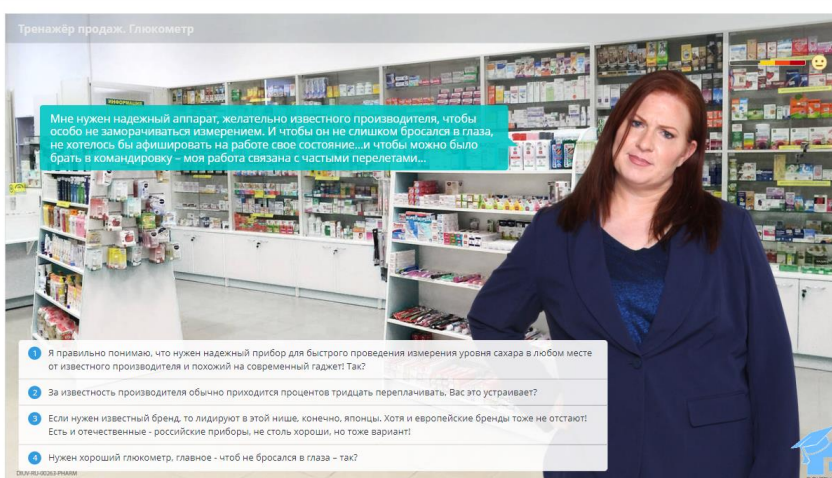 Тренажёр продаж. Глюкометр
ИНФОРМАЦИЯ
Мне нужен надежный аппарат, желательно известного производителя, чтобы
особо не заморачиваться измерением. И чтобы он не слишком бросался в глаза,
не хотелось бы афишировать на работе свое состояние...и чтобы можно было
брать в командировку – моя работа связана с частыми перелетами...
1 Я правильно понимаю, что нужен надежный прибор для быстрого проведения измерения уровня сахара в любом месте
от известного производителя и похожий на современный гаджет! Так?
2 За известность производителя обычно приходится процентов тридцать переплачивать, Вас это устраивает?
3 Если нужен известный бренд, то лидируют в этой нише, конечно, японцы. Хотя и европейские бренды тоже не отстают!
Есть и отечественные - российские приборы, не столь хороши, но тоже вариант!
4 Нужен хороший глюкометр, главное - чтоб не бросался в глаза – так?